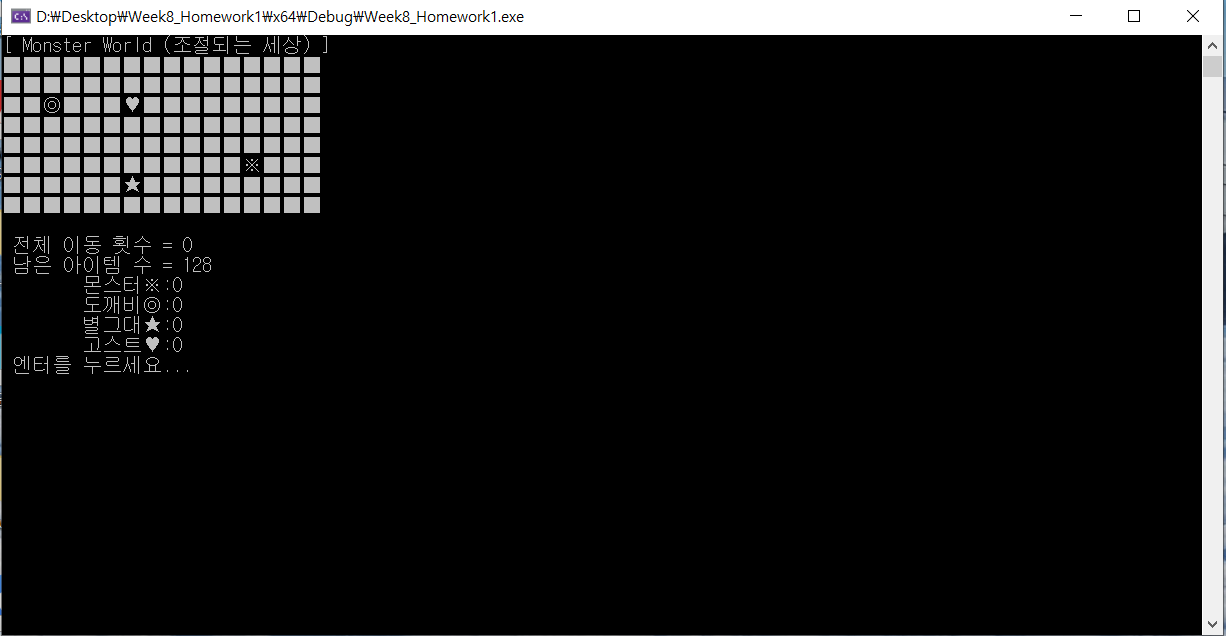 D:₩Desktop₩Week8_Homework1₩x64₩Debug₩Week8_Homework1.exe
[ Monster World (조절되는 세상) ]
■■■■■■■■■■■■■■■■
■■■■■■■■■■■■■■■■
■■◎■■■♥■■■■■■■■■
■■■■■■■■■■■■■■■■
■■■■■■■■■■■■■■■■
■■■■■■■■■■■■※■■■
■■■■■■★■■■■■■■■■
■■■■■■■■■■■■■■■■
전체 이동 횟수 = 0
남은 아이템 수 = 128
몬스터※:0
도깨비◎:0
별그대★:0
고스트♥:0
엔터를 누르세요...